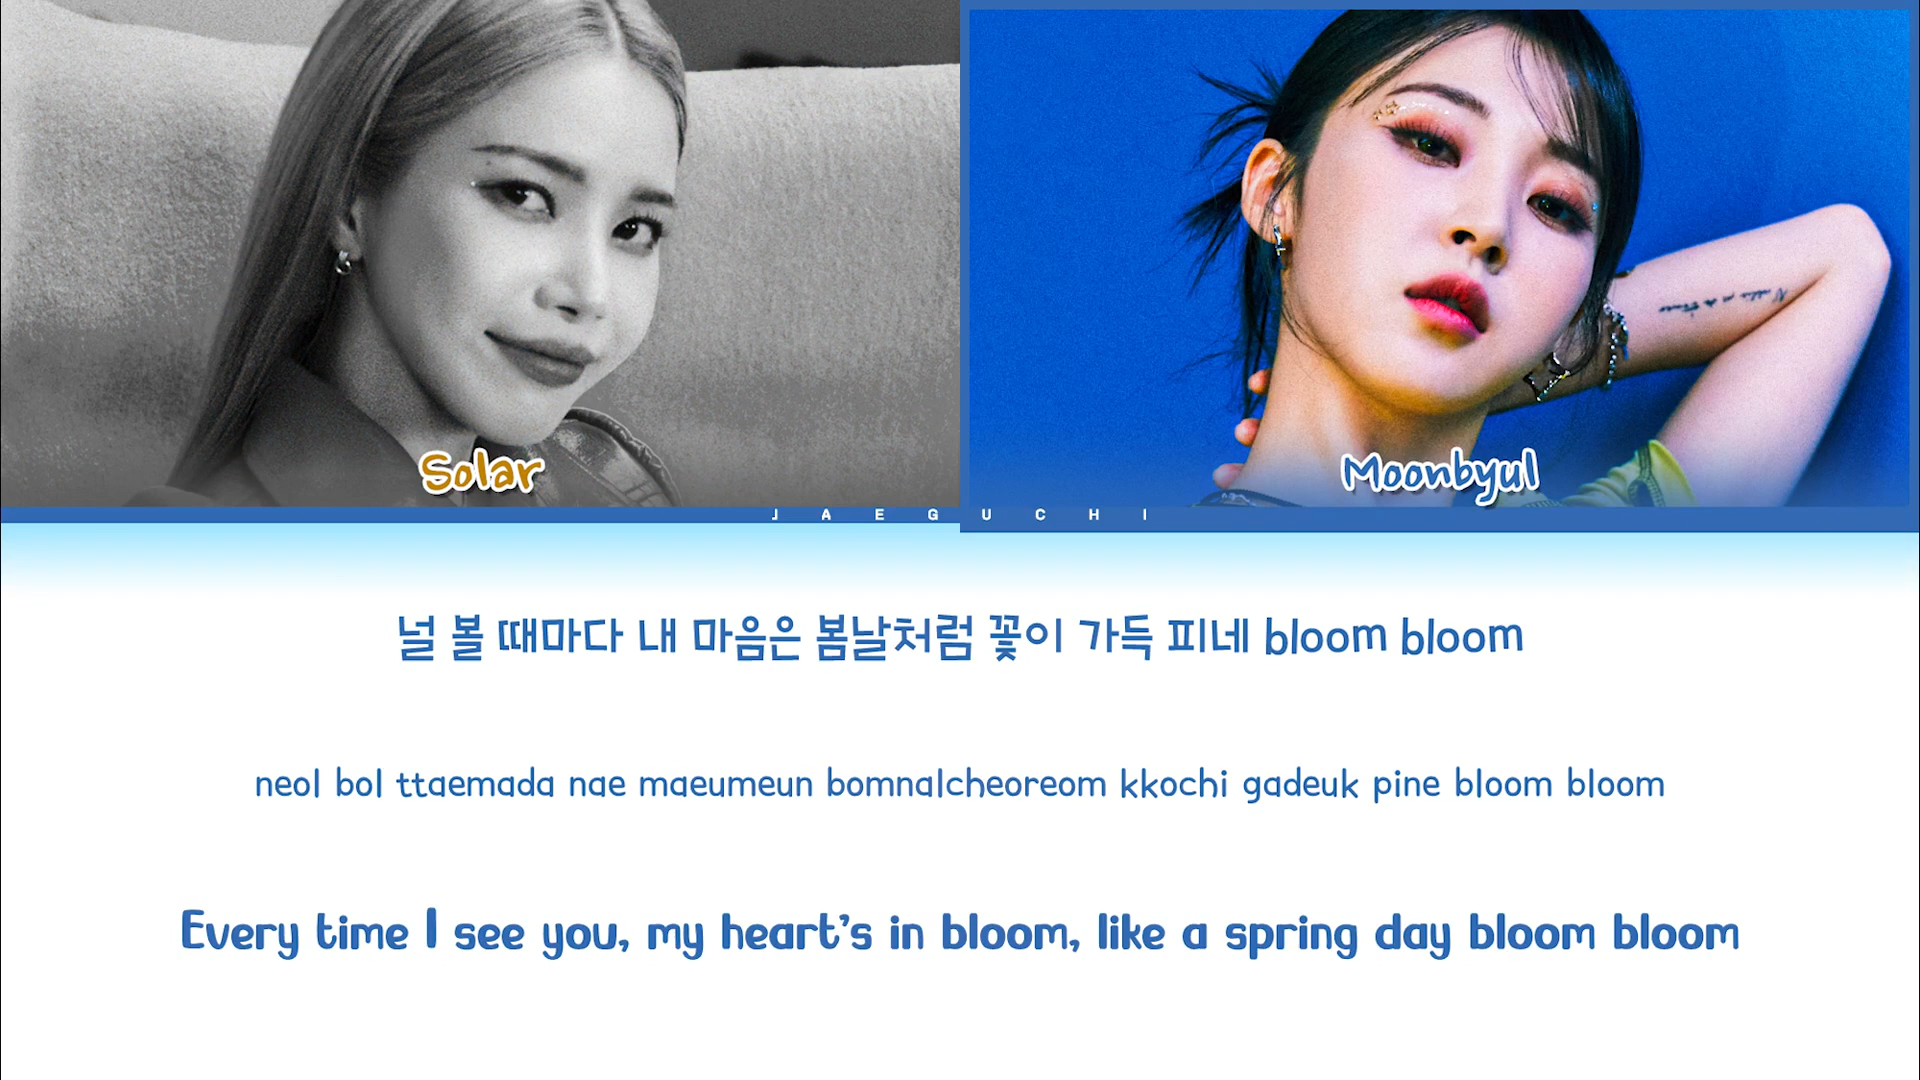 Solar
Moonbyul
JAEGUCHI
널 볼 때마다 내 마음은 봄날처럼 꽃이 가득 피네 bloom bloom
neol bol ttaemada nae maeumeun bomnalcheoreom kkochi gadeuk pine bloom bloom
Every time I see you, my heart's in bloom, like a spring day bloom bloom